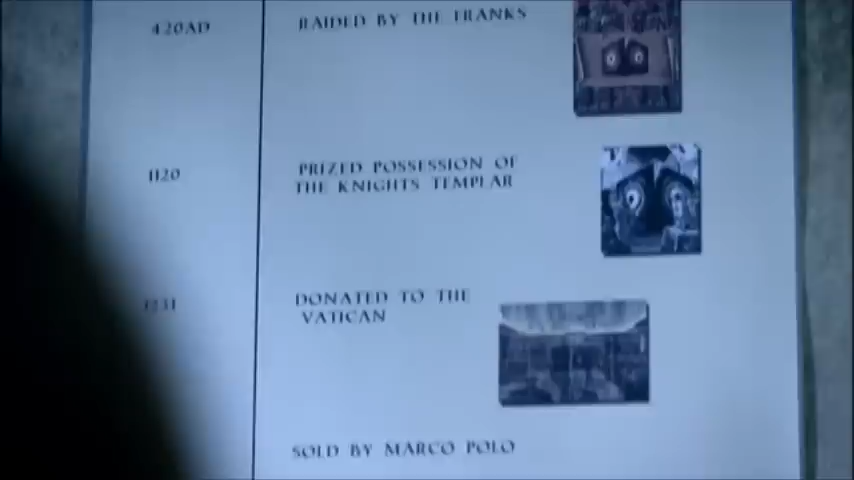 420AD
RAIDED BY THE FRANKS
1120
PRIZED POSSESSION OF
THE KNIGHTS TEMPLAR
1231
DONATED TO THE
VATICAN
SOLD BY MARCO POLO